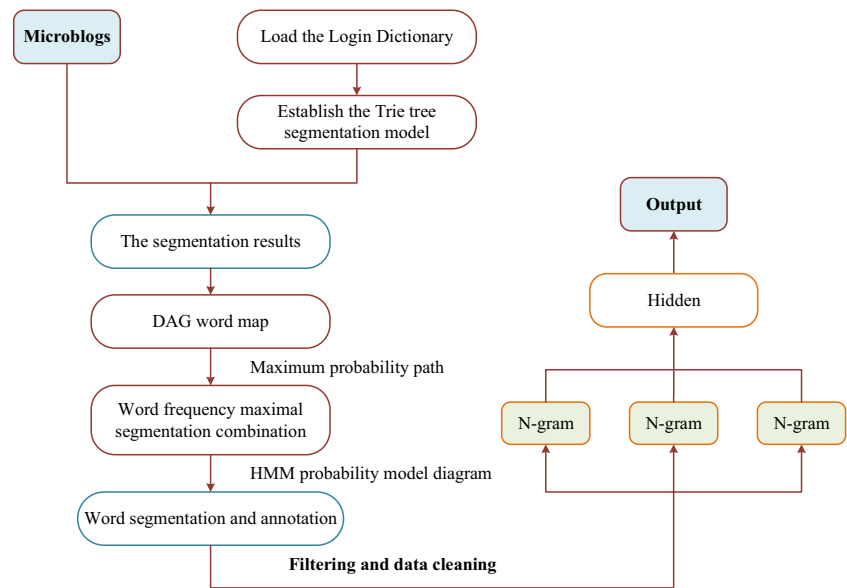 Microblogs
Load the Login Dictionary
Establish the Trie tree
segmentation model
The segmentation results
DAG word map
Maximum probability path
Word frequency maximal
segmentation combination
HMM probability model diagram
Word segmentation and annotation
Filtering and data cleaning
Output
Hidden
N-gram
N-gram
N-gram